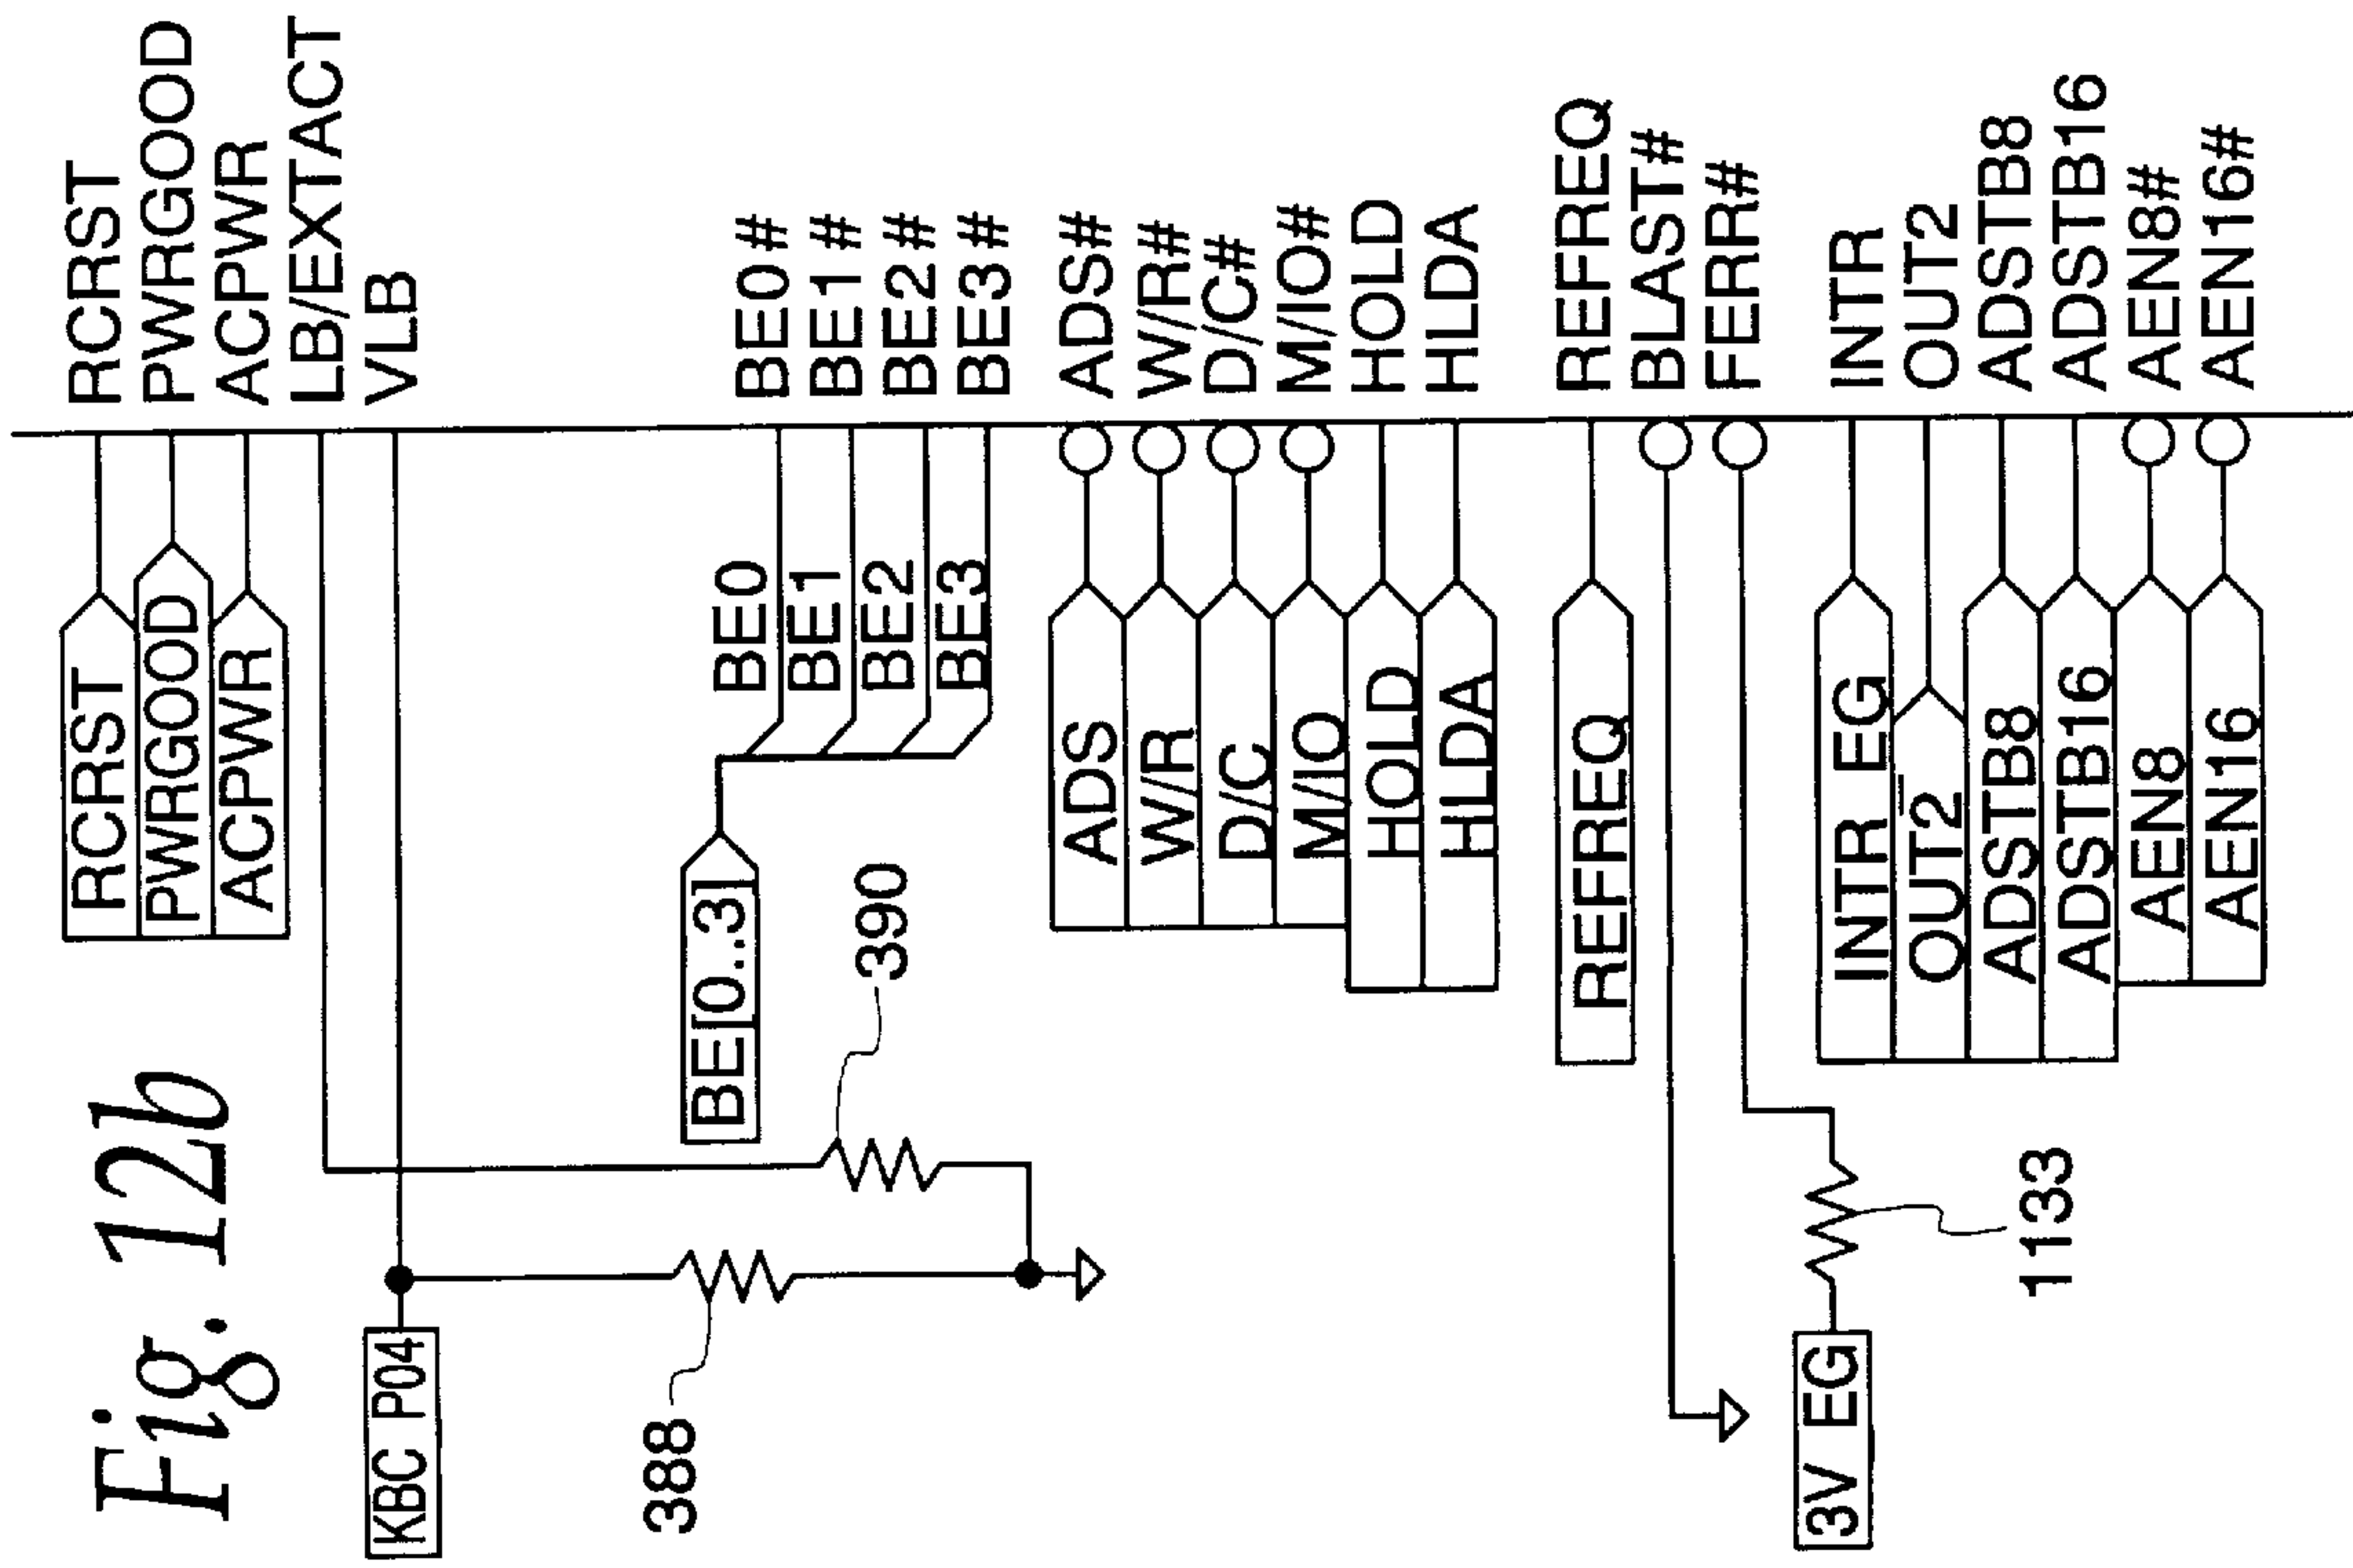 Fig. 12b
RCRST RCRST
PWRGOOD PWRGOOD
ACPWR ACPWR
LB/EXTACT
KBC P04 VLB
BE[0..3]
BE0 BE0#
BE1 BE1#
BE2 BE2#
BE3 BE3#
388
390
ADS ADS#
W/R W/R#
D/C D/C#
M/IO M/IO#
HOLD HOLD
HLDA HLDA
REFREQ REFREQ
BLAST#
FERR#
3V EG
1133
INTR EG INTR
OUT2 OUT2
ADSTB8 ADSTB8
ADSTB16 ADSTB16
AEN8 AEN8#
AEN16 AEN16#